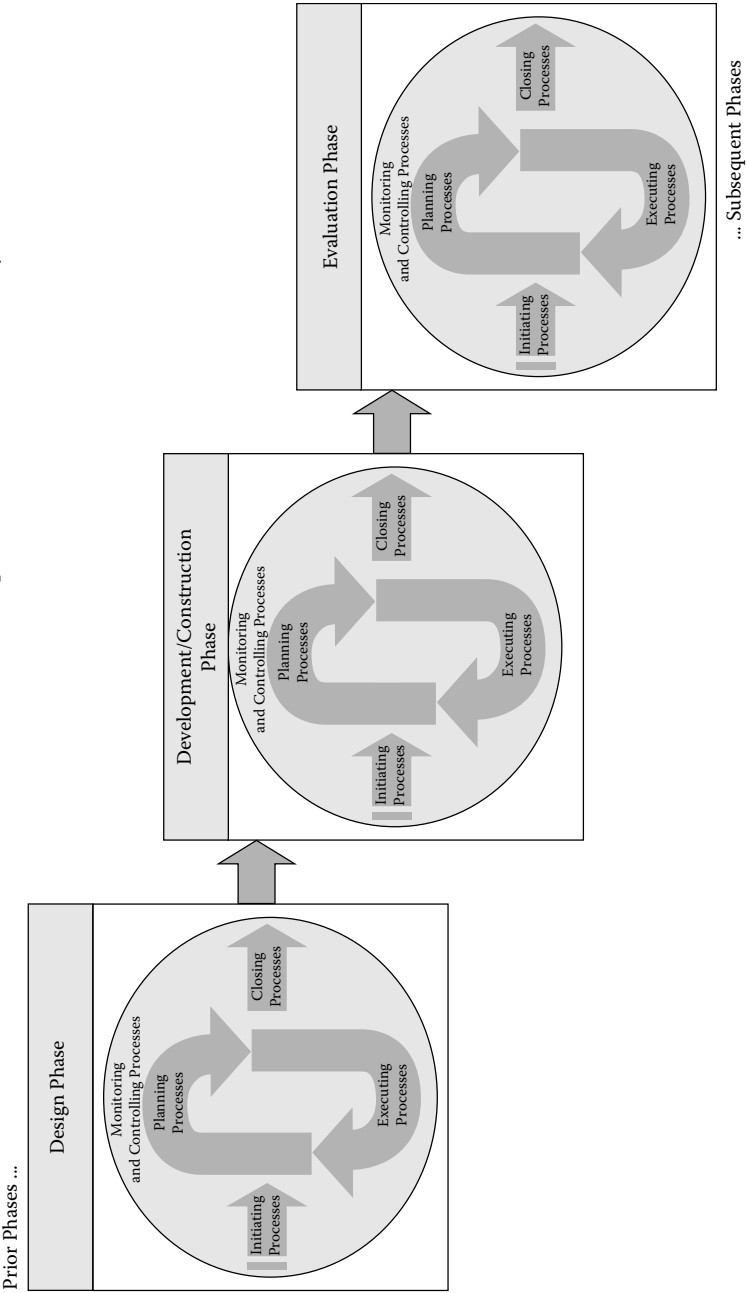 Prior Phases ...
Design Phase
Monitoring
and Controlling Processes
Planning
Processes
Initiating
Processes
Closing
Processes
Executing
Processes
Development/Construction
Phase
Monitoring
and Controlling Processes
Planning
Processes
Initiating
Processes
Closing
Processes
Executing
Processes
Evaluation Phase
Monitoring
and Controlling Processes
Planning
Processes
Initiating
Processes
Closing
Processes
Executing
Processes
... Subsequent Phases